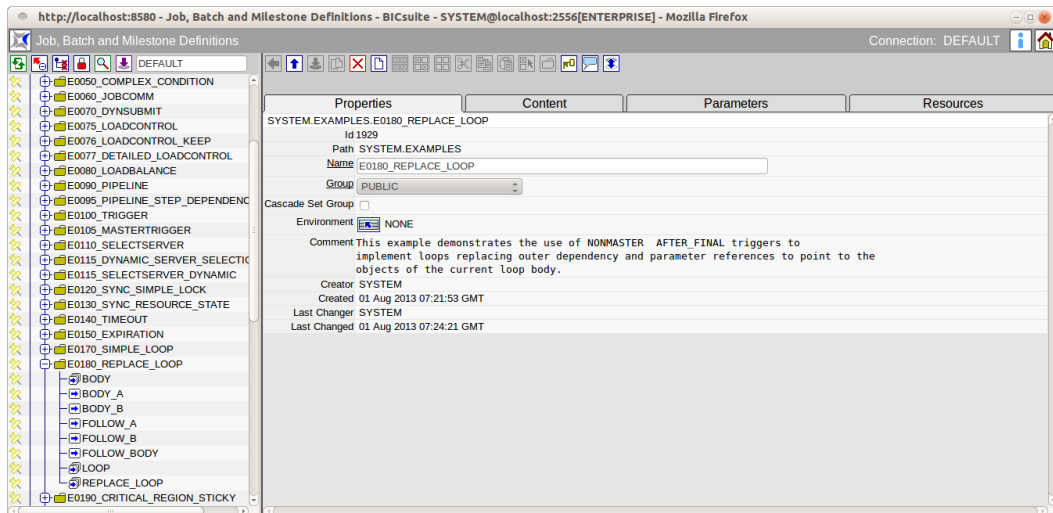 http://localhost:8580 - Job, Batch and Milestone Definitions - BICsuite - SYSTEM@localhost:2556[ENTERPRISE] - Mozilla Firefox
Job, Batch and Milestone Definitions
Connection: DEFAULT
DEFAULT
E0050_COMPLEX_CONDITION
E0060_JOBCOMM
E0070_DYNSUBMIT
E0075_LOADCONTROL
E0076_LOADCONTROL_KEEP
E0077_DETAILED_LOADCONTROL
E0080_LOADBALANCE
E0090_PIPELINE
E0095_PIPELINE_STEP_DEPENDENC
E0100_TRIGGER
E0105_MASTERTRIGGER
E0110_SELECTSERVER
E0115_DYNAMIC_SERVER_SELECTIO
E0115_SELECTSERVER_DYNAMIC
E0120_SYNC_SIMPLE_LOCK
E0130_SYNC_RESOURCE_STATE
E0140_TIMEOUT
E0150_EXPIRATION
E0170_SIMPLE_LOOP
E0180_REPLACE_LOOP
BODY
BODY_A
BODY_B
FOLLOW_A
FOLLOW_B
FOLLOW_BODY
LOOP
REPLACE_LOOP
E0190_CRITICAL_REGION_STICKY
Properties Content Parameters Resources
SYSTEM.EXAMPLES.E0180_REPLACE_LOOP
Id 1929
Path SYSTEM.EXAMPLES
Name E0180_REPLACE_LOOP
Group PUBLIC
Cascade Set Group
Environment NONE
Comment This example demonstrates the use of NONMASTER AFTER_FINAL triggers to
implement loops replacing outer dependency and parameter references to point to the
objects of the current loop body.
Creator SYSTEM
Created 01 Aug 2013 07:21:53 GMT
Last Changer SYSTEM
Last Changed 01 Aug 2013 07:24:21 GMT